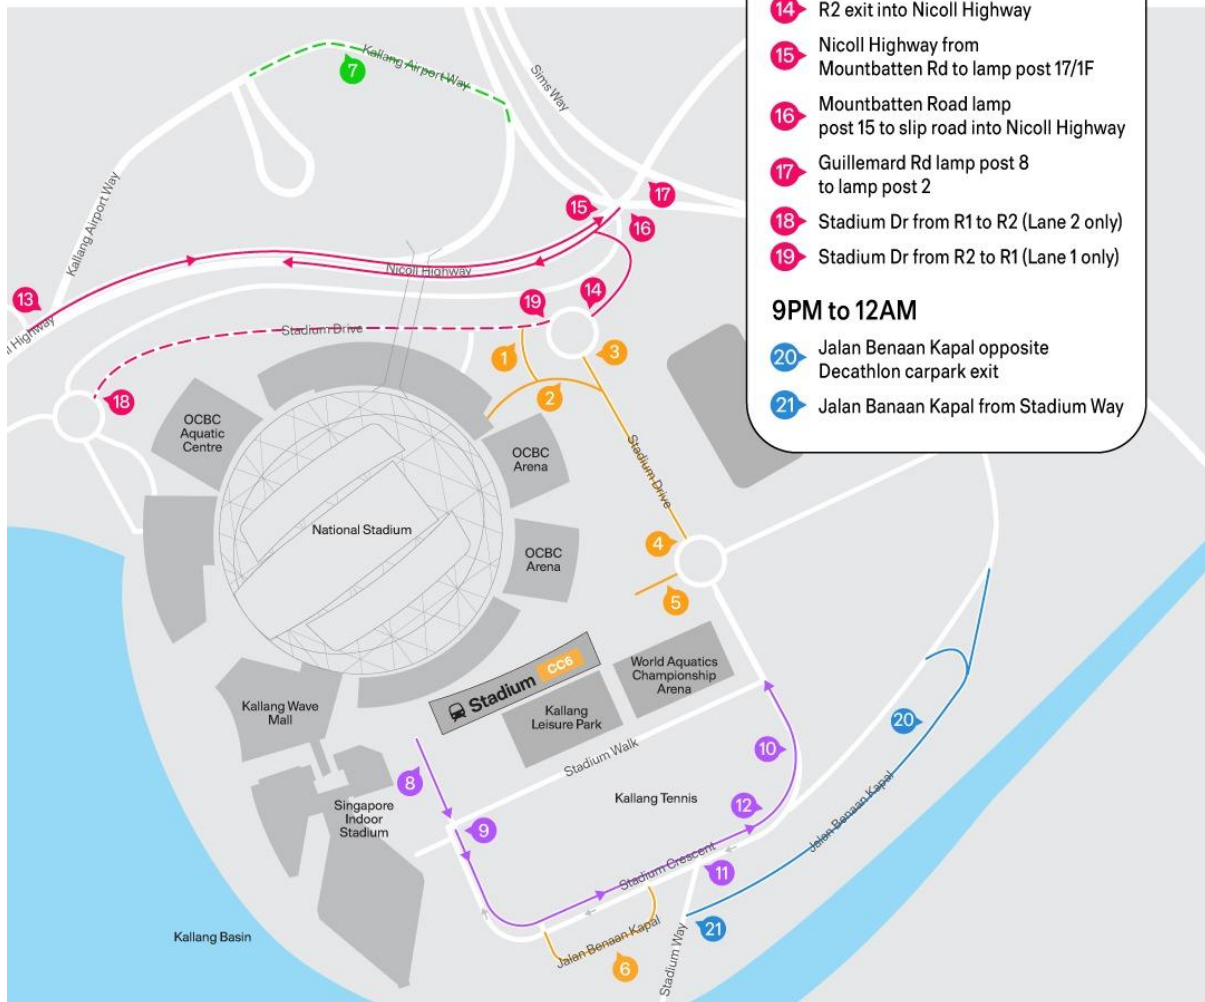 14 R2 exit into Nicoll Highway
15 Nicoll Highway from
Mountbatten Rd to lamp post 17/1F
16 Mountbatten Road lamp
post 15 to slip road into Nicoll Highway
17 Guillemard Rd lamp post 8
to lamp post 2
18 Stadium Dr from R1 to R2 (Lane 2 only)
19 Stadium Dr from R2 to R1 (Lane 1 only)
9PM to 12AM
20 Jalan Benaan Kapal opposite
Decathlon carpark exit
21 Jalan Banaan Kapal from Stadium Way
Kallang Airport Way
7
Sims Way
Kallang Airport Way
17
15
16
Nicoll Highway
13
Highway
14
19
Stadium Drive
1
3
2
18
OCBC
Aquatic
Centre
OCBC
Arena
Stadium Drive
National Stadium
4
OCBC
Arena
5
Stadium CC6
World Aquatics
Championship
Arena
Kallang Wave
Mall
Kallang
Leisure Park
20
Stadium Walk
10
8
Kallang Tennis
12
Singapore
Indoor
Stadium
9
Jalan Benaan Kapal
Stadium Crescent
11
21
Kallang Basin
Jalan Benaan Kapal
6
Stadium Way